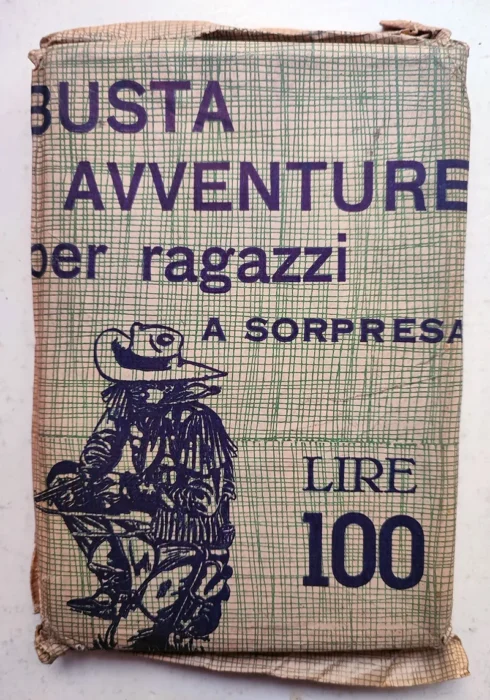 BUSTA
AVVENTURE
per ragazzi
A SORPRESA
LIRE
100